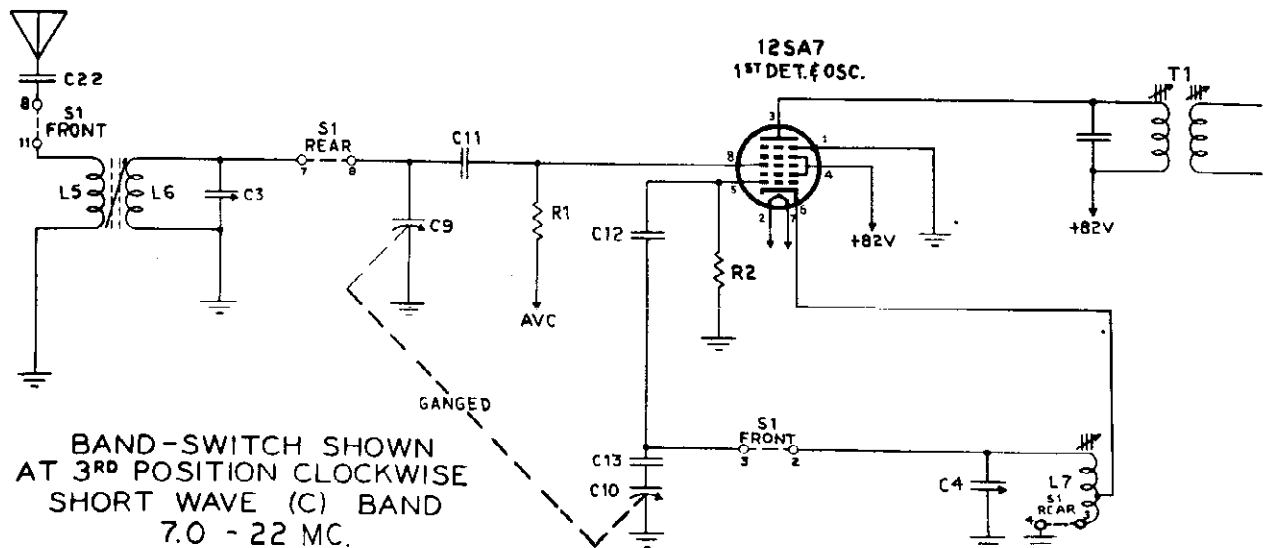 12SA7
1ST DET.& OSC.
T1
C22
8
S1
FRONT
11
L5
L6
C3
S1
REAR
7
8
C9
C11
R1
AVC
3
1
8
4
5
2
7
6
+82V
+82V
C12
R2
GANGED
S1
FRONT
3
2
C13
C10
C4
L7
S1
REAR
4
3
BAND-SWITCH SHOWN
AT 3RD POSITION CLOCKWISE
SHORT WAVE (C) BAND
7.0 - 22 MC.